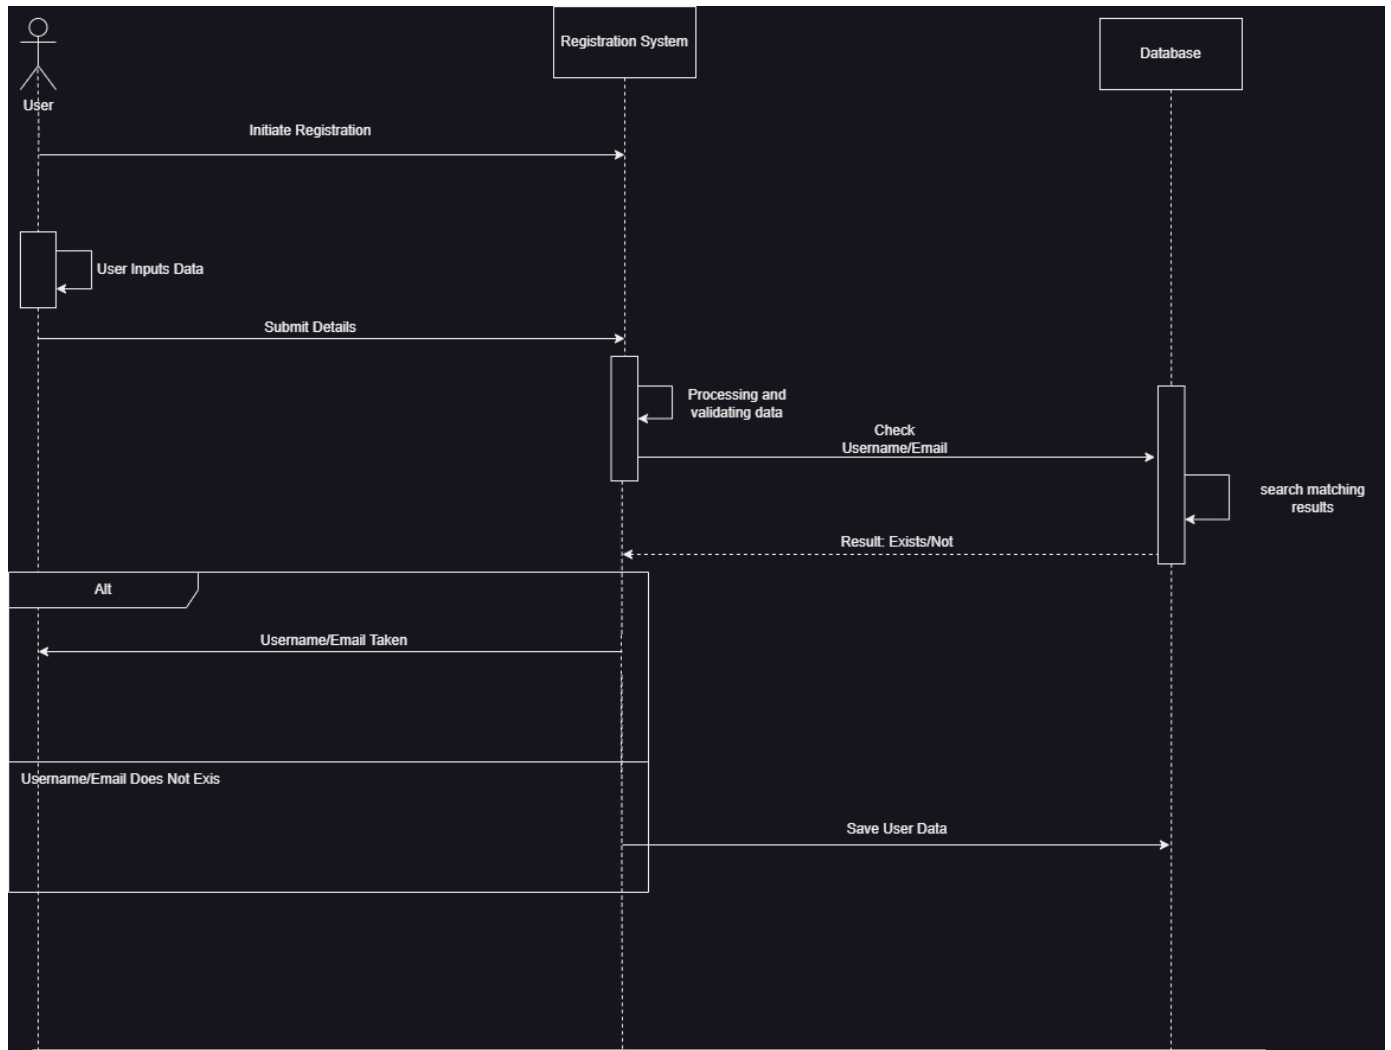 Registration System
Database
User
Initiate Registration
User Inputs Data
Submit Details
Processing and
validating data
Check
Username/Email
search matching
results
Result: Exists/Not
Alt
Username/Email Taken
Username/Email Does Not Exis
Save User Data